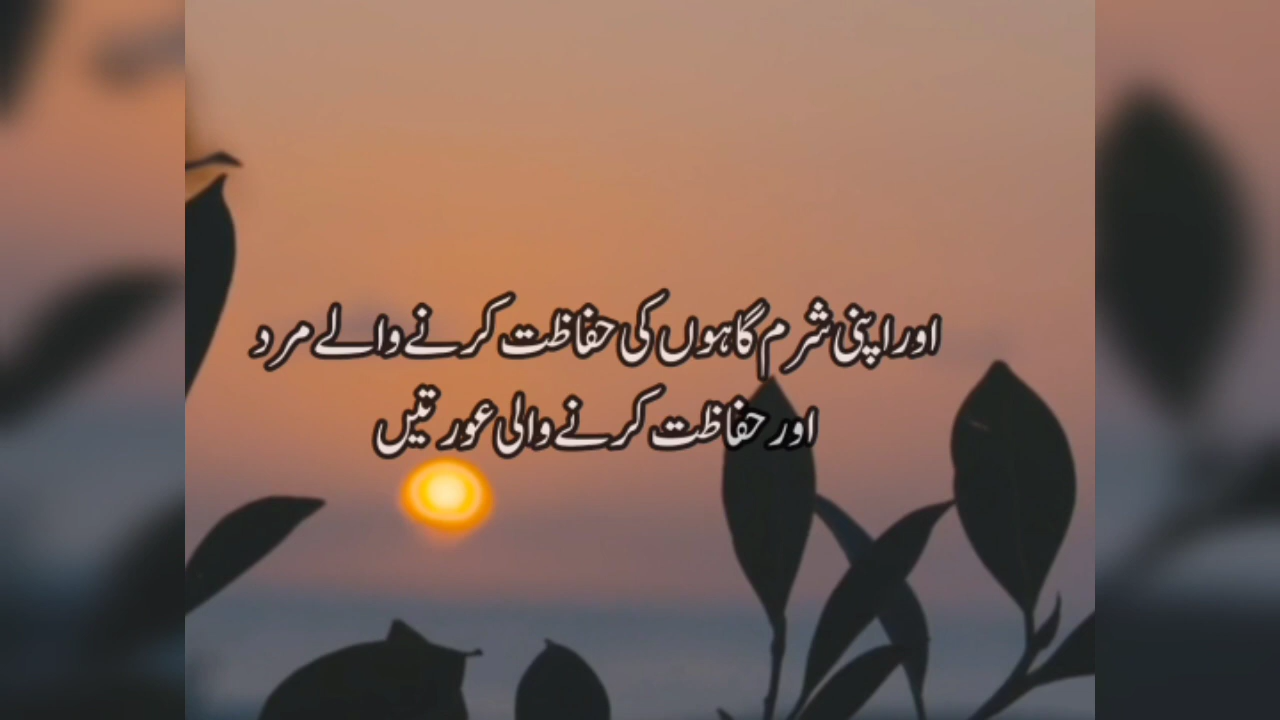 اور اپنی شرم گاہوں کی حفاظت کرنے والے مرد
اور حفاظت کرنے والی عورتیں